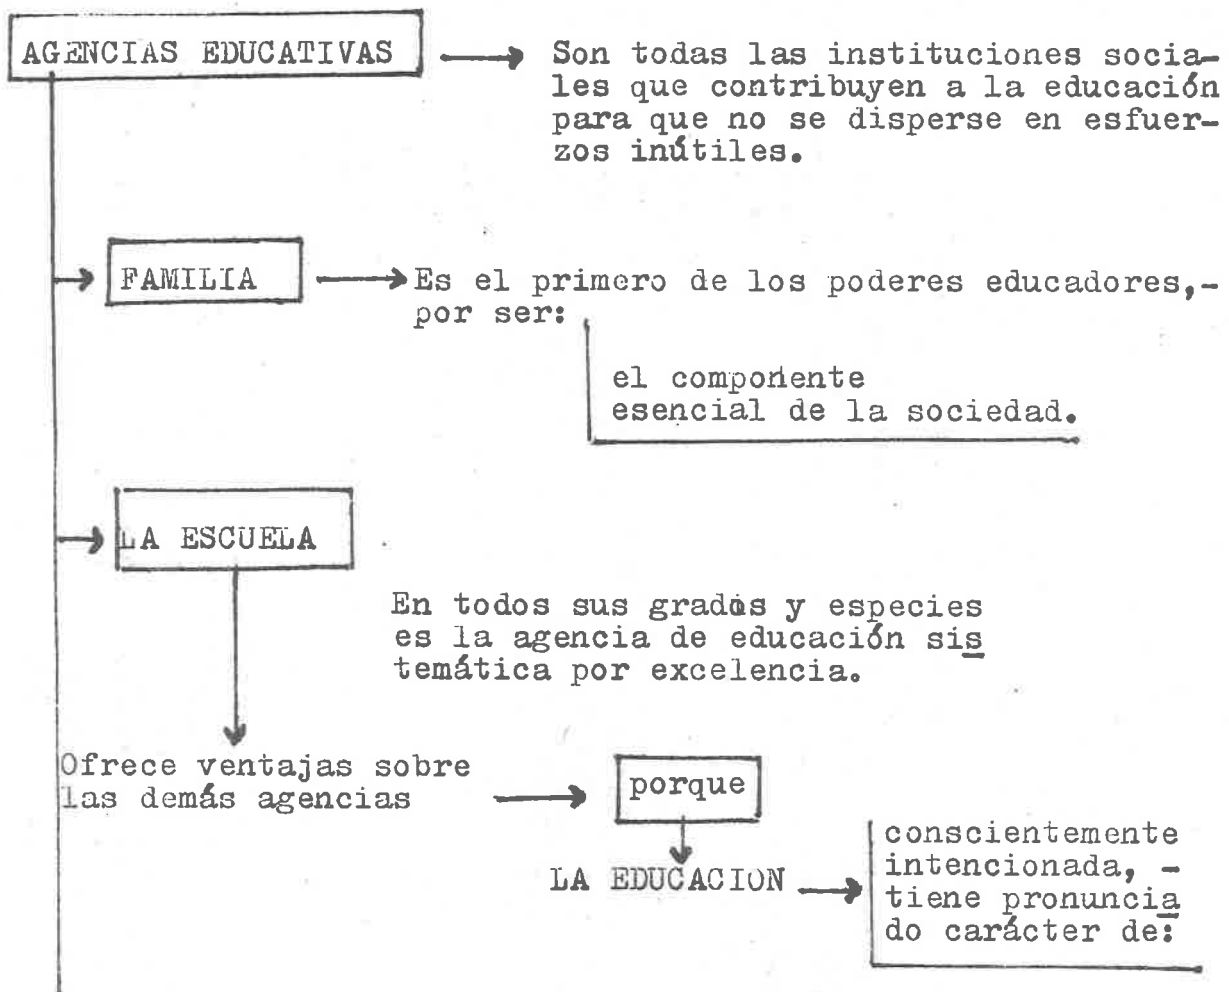 AGENCIAS EDUCATIVAS
Son todas las instituciones socia-
les que contribuyen a la educación
para que no se disperse en esfuer-
zos inútiles.
FAMILIA
Es el primero de los poderes educadores,-
por ser:
el componente
esencial de la sociedad.
LA ESCUELA
En todos sus grados y especies
es la agencia de educación sis
temática por excelencia.
Ofrece ventajas sobre
las demás agencias
porque
LA EDUCACION
conscientemente
intencionada, -
tiene pronuncia
do carácter de: